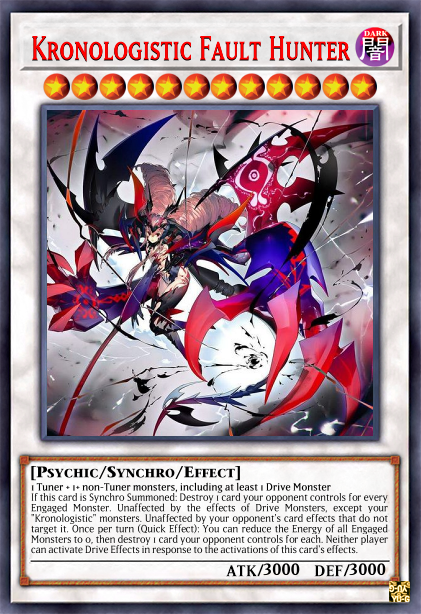 Kronologistic Fault Hunter
DARK
闇
[Psychic/Synchro/Effect]
1 Tuner + 1+ non-Tuner monsters, including at least 1 Drive Monster
If this card is Synchro Summoned: Destroy 1 card your opponent controls for every
Engaged Monster. Unaffected by the effects of Drive Monsters, except your
"Kronologistic" monsters. Unaffected by your opponent's card effects that do not
target it. Once per turn (Quick Effect): You can reduce the Energy of all Engaged
Monsters to 0, then destroy 1 card your opponent controls for each. Neither player
can activate Drive Effects in response to the activations of this card's effects.
ATK/3000 DEF/3000